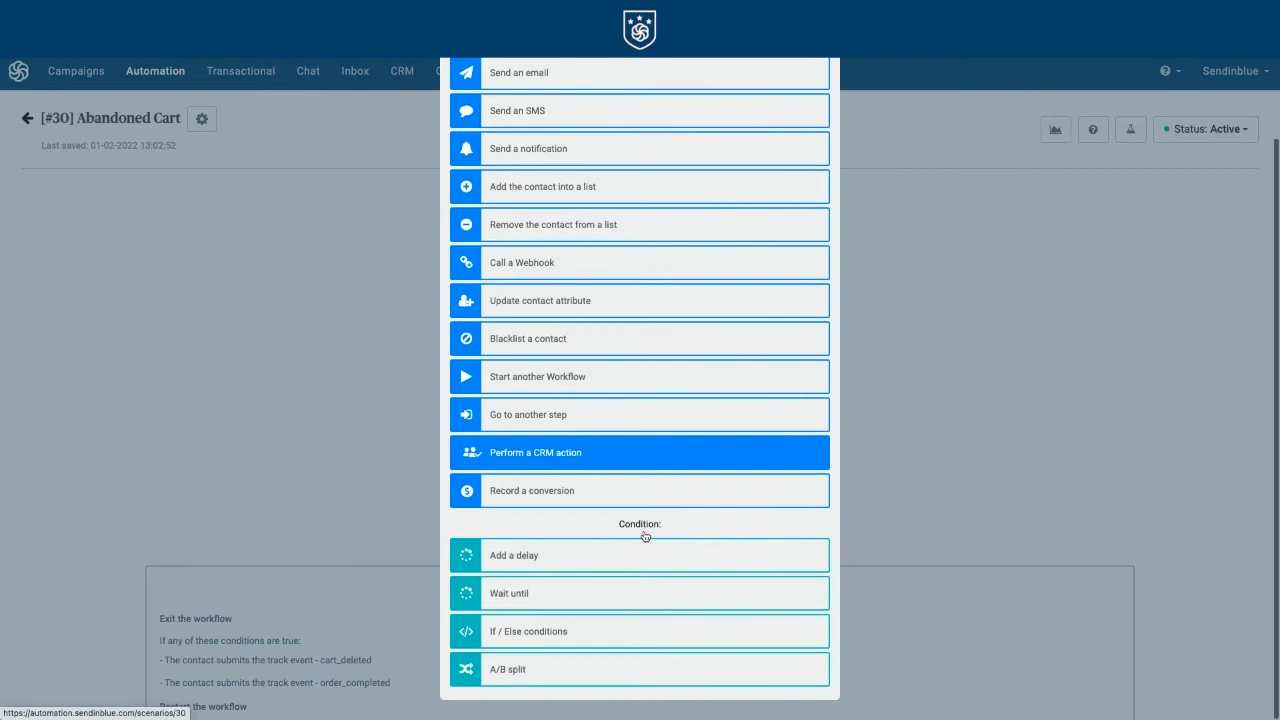 Campaigns Automation Transactional Chat Inbox CRM
Sendinblue
[#30] Abandoned Cart
Last saved: 01-02-2022 13:02:52
Status: Active
Send an email
Send an SMS
Send a notification
Add the contact into a list
Remove the contact from a list
Call a Webhook
Update contact attribute
Blacklist a contact
Start another Workflow
Go to another step
Perform a CRM action
Record a conversion
Condition:
Add a delay
Wait until
If / Else conditions
A/B split
Exit the workflow
If any of these conditions are true:
- The contact submits the track event - cart_deleted
- The contact submits the track event - order_completed
Restart the workflow
https://automation.sendinblue.com/scenarios/30